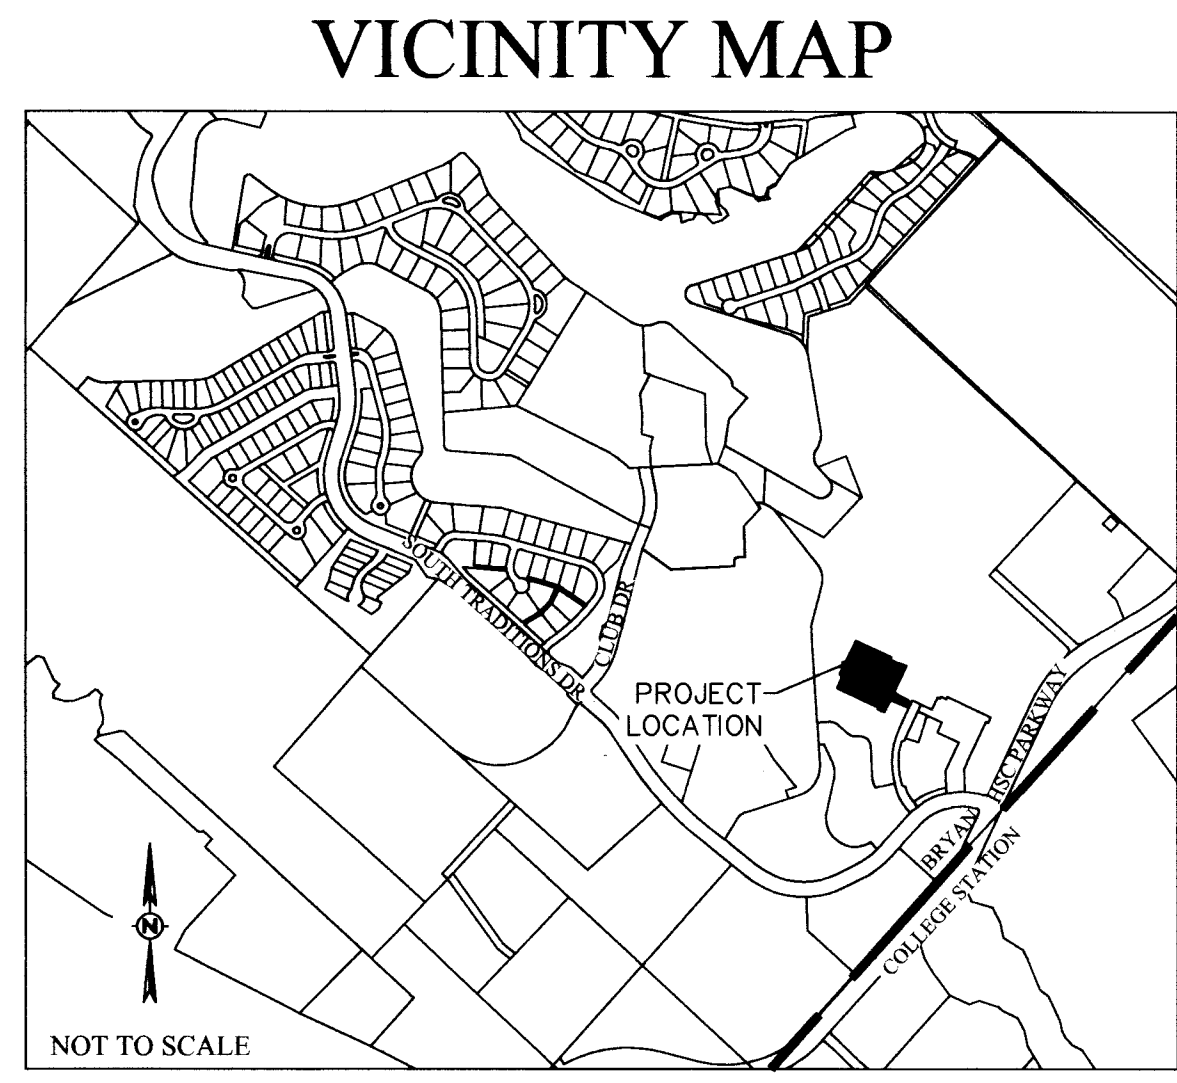 VICINITY MAP
SOUTH TRADITIONS DR
CLUB DR
PROJECT
LOCATION
HSC PARKWAY
BRYAN
COLLEGE STATION
N
NOT TO SCALE